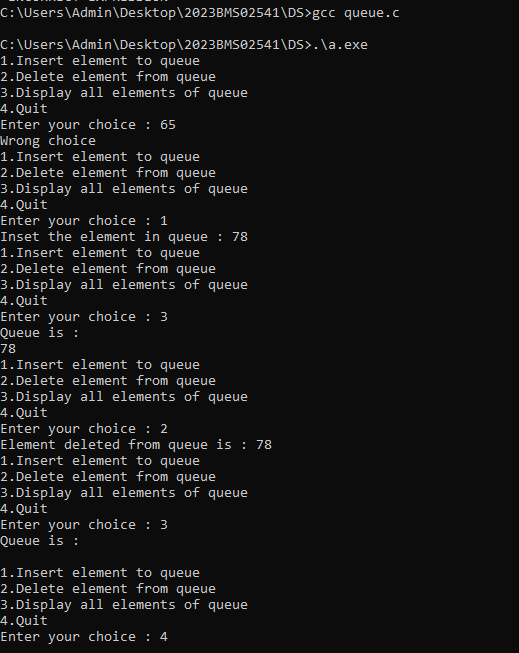 C:\Users\Admin\Desktop\2023BMS02541\DS>gcc queue.c
C:\Users\Admin\Desktop\2023BMS02541\DS>.\a.exe
1.Insert element to queue
2.Delete element from queue
3.Display all elements of queue
4.Quit
Enter your choice : 65
Wrong choice
1.Insert element to queue
2.Delete element from queue
3.Display all elements of queue
4.Quit
Enter your choice : 1
Inset the element in queue : 78
1.Insert element to queue
2.Delete element from queue
3.Display all elements of queue
4.Quit
Enter your choice : 3
Queue is :
78
1.Insert element to queue
2.Delete element from queue
3.Display all elements of queue
4.Quit
Enter your choice : 2
Element deleted from queue is : 78
1.Insert element to queue
2.Delete element from queue
3.Display all elements of queue
4.Quit
Enter your choice : 3
Queue is :
1.Insert element to queue
2.Delete element from queue
3.Display all elements of queue
4.Quit
Enter your choice : 4